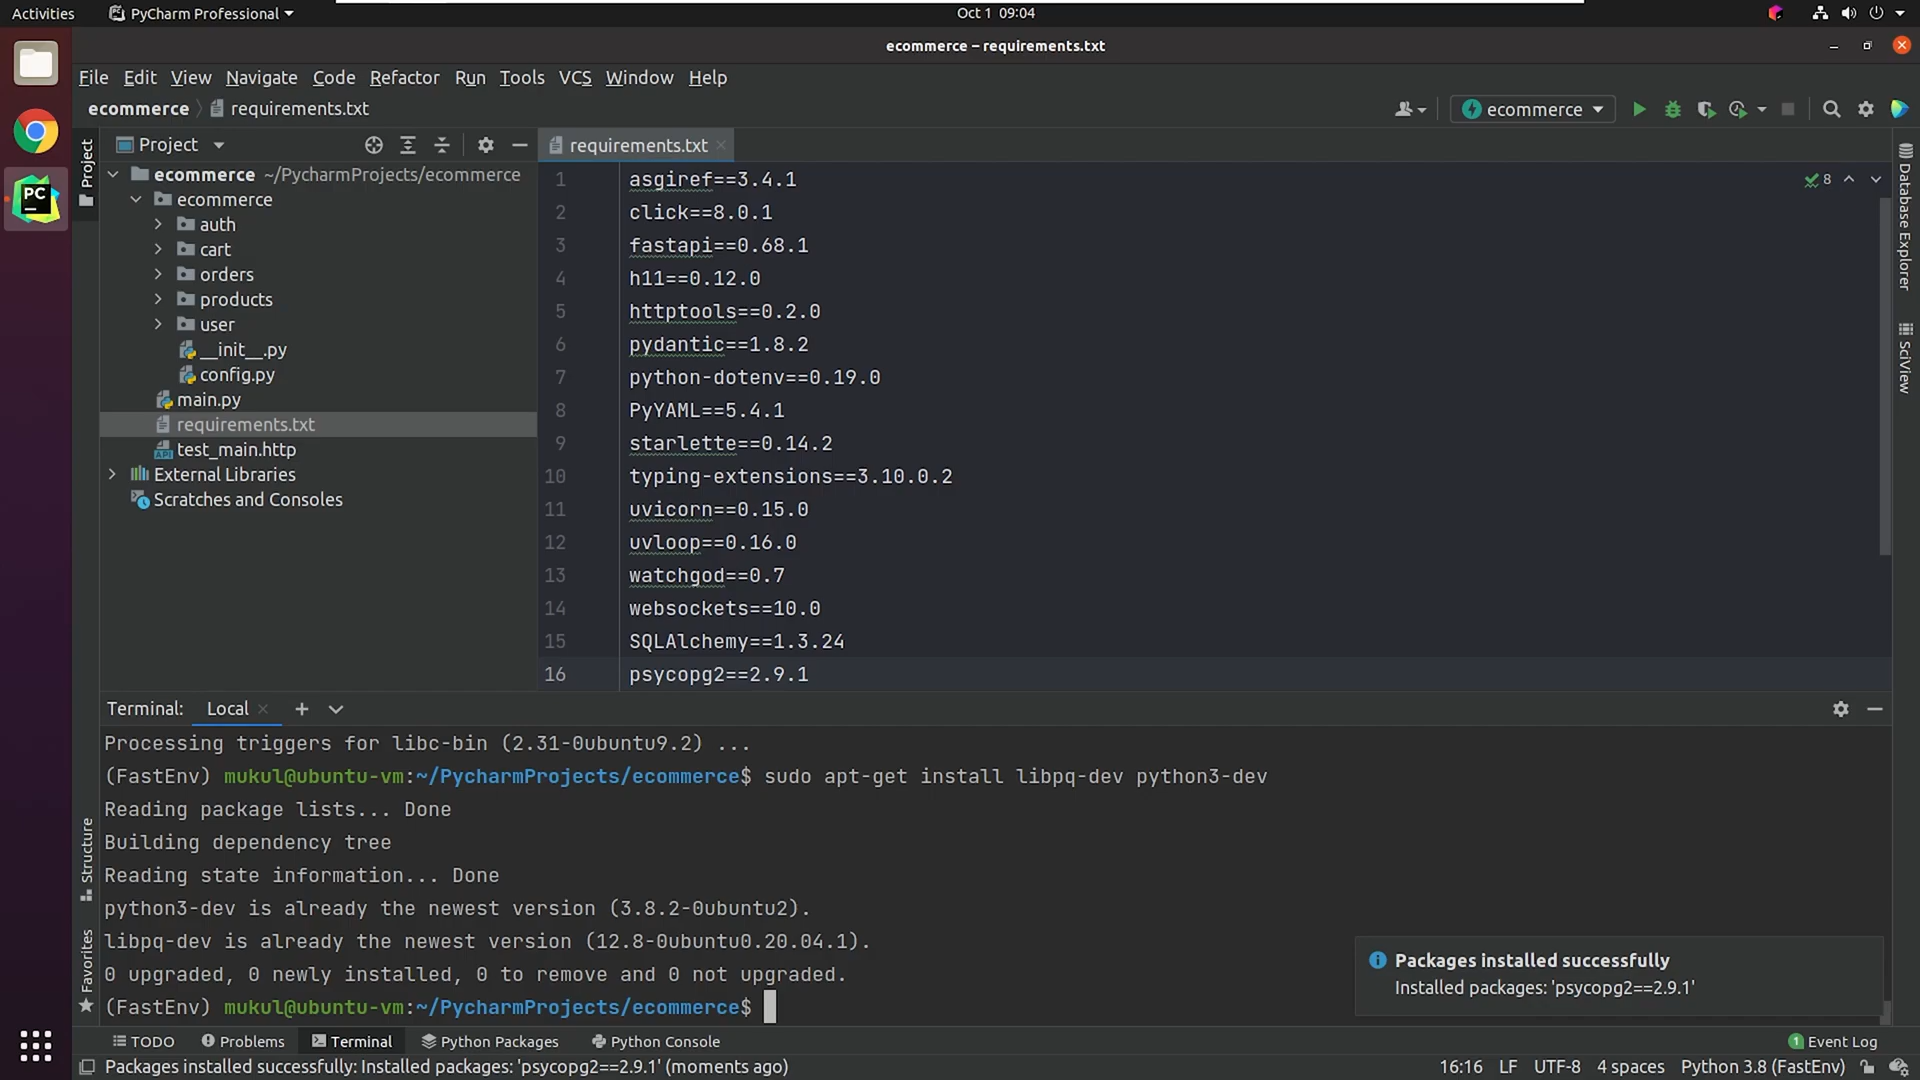 Activities
PyCharm Professional
Oct 1 09:04
ecommerce – requirements.txt
File Edit View Navigate Code Refactor Run Tools VCS Window Help
ecommerce
requirements.txt
ecommerce
Project
Project
requirements.txt
ecommerce ~/PycharmProjects/ecommerce
ecommerce
auth
cart
orders
products
user
__init__.py
config.py
main.py
requirements.txt
API
test_main.http
External Libraries
Scratches and Consoles
PC
1 asgiref==3.4.1
2 click==8.0.1
3 fastapi==0.68.1
4 h11==0.12.0
5 httptools==0.2.0
6 pydantic==1.8.2
7 python-dotenv==0.19.0
8 PyYAML==5.4.1
9 starlette==0.14.2
10 typing-extensions==3.10.0.2
11 uvicorn==0.15.0
12 uvloop==0.16.0
13 watchgod==0.7
14 websockets==10.0
15 SQLAlchemy==1.3.24
16 psycopg2==2.9.1
8
Database Explorer
SciView
Terminal: Local
Processing triggers for libc-bin (2.31-0ubuntu9.2) ...
(FastEnv) mukul@ubuntu-vm:~/PycharmProjects/ecommerce$ sudo apt-get install libpq-dev python3-dev
Reading package lists... Done
Building dependency tree
Reading state information... Done
python3-dev is already the newest version (3.8.2-0ubuntu2).
libpq-dev is already the newest version (12.8-0ubuntu0.20.04.1).
0 upgraded, 0 newly installed, 0 to remove and 0 not upgraded.
(FastEnv) mukul@ubuntu-vm:~/PycharmProjects/ecommerce$
Structure
Favorites
Packages installed successfully
Installed packages: 'psycopg2==2.9.1'
TODO
Problems
Terminal
Python Packages
Python Console
1 Event Log
Packages installed successfully: Installed packages: 'psycopg2==2.9.1' (moments ago)
16:16 LF UTF-8 4 spaces Python 3.8 (FastEnv)